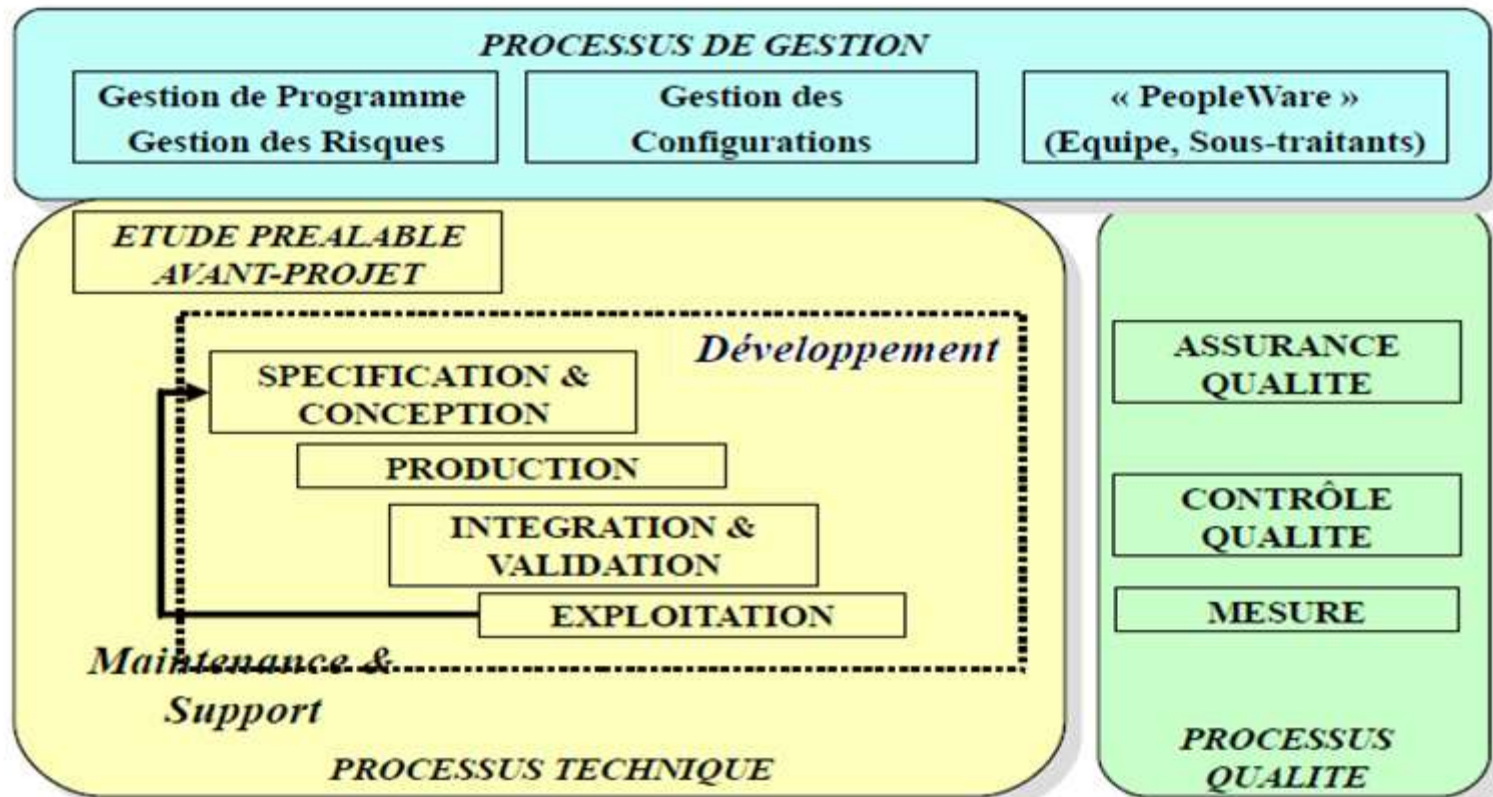 PROCESSUS DE GESTION
Gestion de Programme
Gestion des Risques
Gestion des
Configurations
« PeopleWare »
(Equipe, Sous-traitants)
ETUDE PREALABLE
AVANT-PROJET
Développement
SPECIFICATION &
CONCEPTION
PRODUCTION
INTEGRATION &
VALIDATION
EXPLOITATION
Maintenance &
Support
PROCESSUS TECHNIQUE
ASSURANCE
QUALITE
CONTRÔLE
QUALITE
MESURE
PROCESSUS
QUALITE